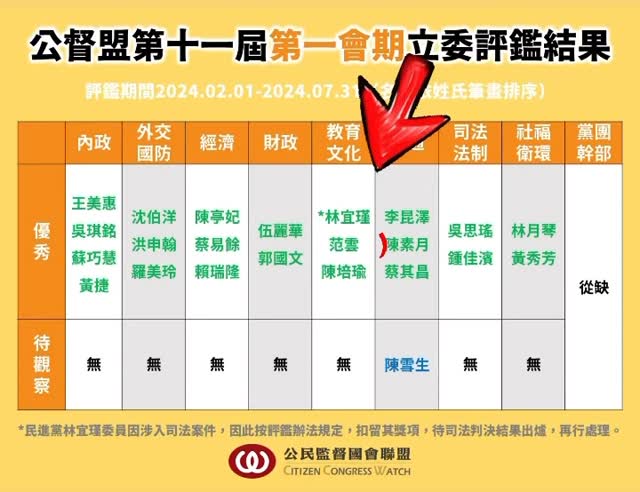 公督盟第十一屆第一會期立委評鑑結果
評鑑期間2024.02.01-2024.07.31 姓氏筆畫排序)
內政 外交國防 經濟 財政 教育文化 司法法制 社福衛環 黨團幹部
優秀
王美惠 吳琪銘 蘇巧慧 黃捷
沈伯洋 洪申翰 羅美玲
陳亭妃 蔡易餘 賴瑞隆
伍麗華 郭國文
*林宜瑾 范雲 陳培瑜
李昆澤 陳素月 蔡其昌
吳思瑤 鍾佳濱
林月琴 黃秀芳
從缺
待觀察
無 無 無 無 無 陳雪生 無 無
*民進黨林宜瑾委員因涉入司法案件，因此按評鑑辦法規定，扣留其獎項，待司法判決結果出爐，再行處理。
公民監督國會聯盟
CITIZEN CONGRESS WATCH